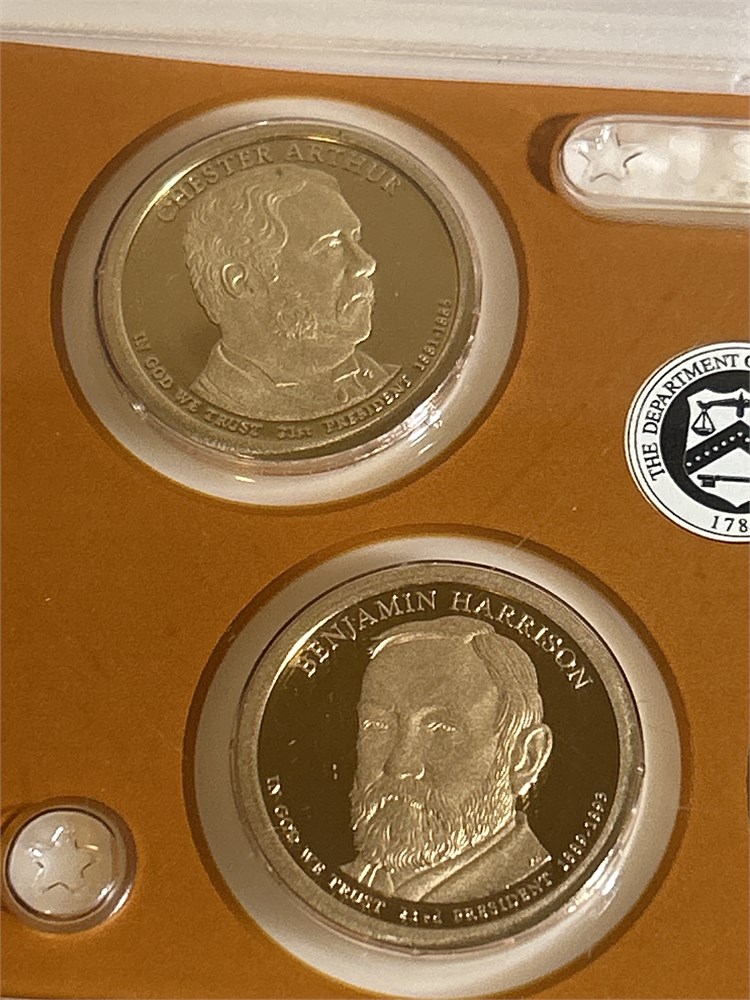 CHESTER ARTHUR
IN GOD WE TRUST 21st PRESIDENT 1881-1885
THE DEPARTMENT O
178
BENJAMIN HARRISON
IN GOD WE TRUST 23rd PRESIDENT 1889-1893